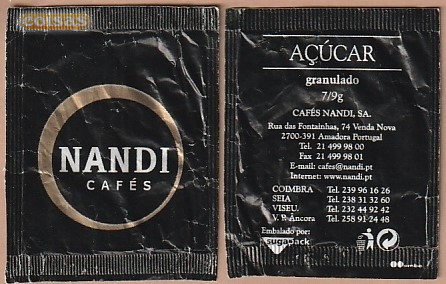 coisas
NANDI
CAFÉS
AÇÚCAR
granulado
7/9g
CAFÉS NANDI, SA.
Rua das Fontainhas, 74 Venda Nova
2700-391 Amadora Portugal
Tel. 21 499 98 00
Fax 21 499 98 01
E-mail: cafes@nandi.pt
Internet: www.nandi.pt
COIMBRA Tel. 239 96 16 26
SEIA Tel. 238 31 32 60
VISEU. Tel. 232 44 92 42
V. P. Âncora Tel. 258 91 24 48
Embalado por:
sugapack